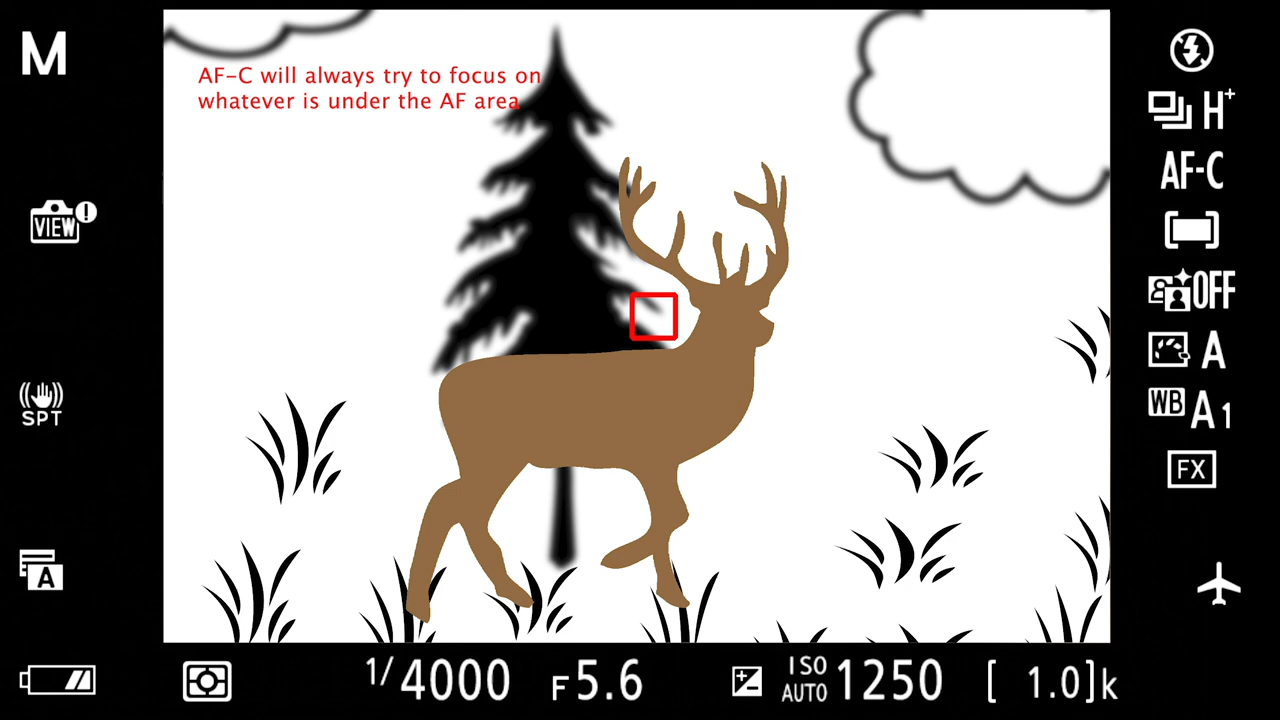 M
AF-C will always try to focus on
whatever is under the AF area
H+
AF-C
VIEW!
OFF
SPT
A
WB A1
FX
A
1/4000 F5.6 ISO AUTO 1250 [ 1.0]k